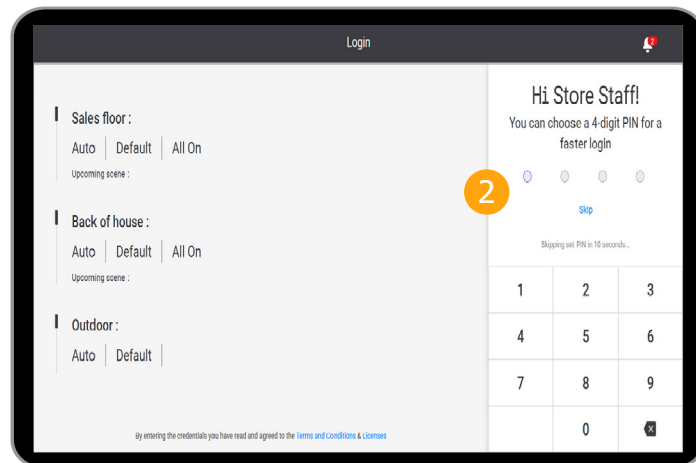 Login
2
Sales floor :
Auto Default All On
Upcoming scene :
Back of house :
Auto Default All On
Upcoming scene :
Outdoor :
Auto Default
By entering the credentials you have read and agreed to the Terms and Conditions & Licenses
Hi Store Staff!
You can choose a 4-digit PIN for a
faster login
2
Skip
Skipping set PIN in 10 seconds...
1 2 3
4 5 6
7 8 9
0 x